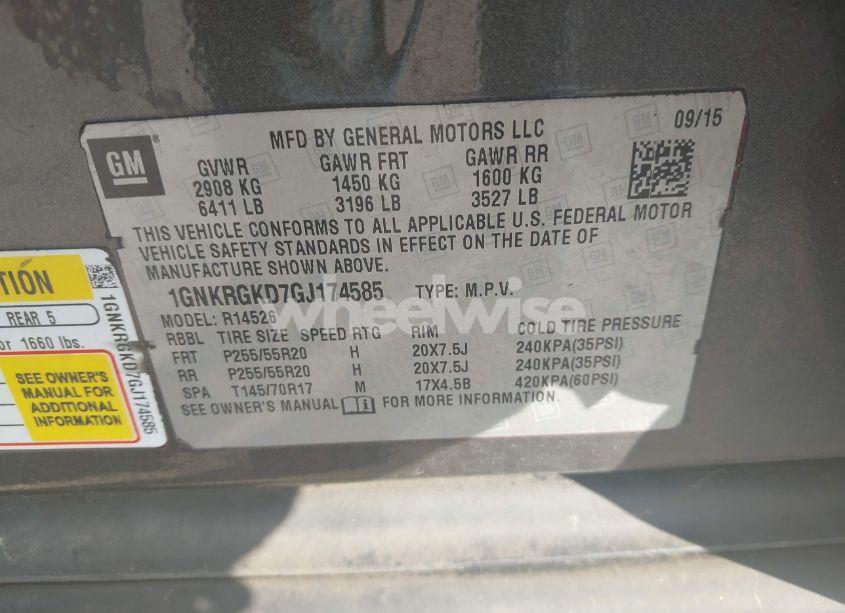 GM
MFD BY GENERAL MOTORS LLC
09/15
GVWR GAWR FRT GAWR RR
2908 KG 1450 KG 1600 KG
6411 LB 3196 LB 3527 LB
THIS VEHICLE CONFORMS TO ALL APPLICABLE U.S. FEDERAL MOTOR
VEHICLE SAFETY STANDARDS IN EFFECT ON THE DATE OF
MANUFACTURE SHOWN ABOVE.
1GNKRGKD7GJ174585 TYPE: M.P.V.
MODEL: R14526
RBBL TIRE SIZE SPEED RTG RIM COLD TIRE PRESSURE
FRT P255/55R20 H 20X7.5J 240KPA(35PSI)
RR P255/55R20 H 20X7.5J 240KPA(35PSI)
SPA T145/70R17 M 17X4.5B 420KPA(60PSI)
SEE OWNER'S MANUAL FOR MORE INFORMATION.
wheelwise
REAR 5
or 1660 lbs.
SEE OWNER'S
MANUAL FOR
ADDITIONAL
INFORMATION
1GNKRGKD7GJ174585